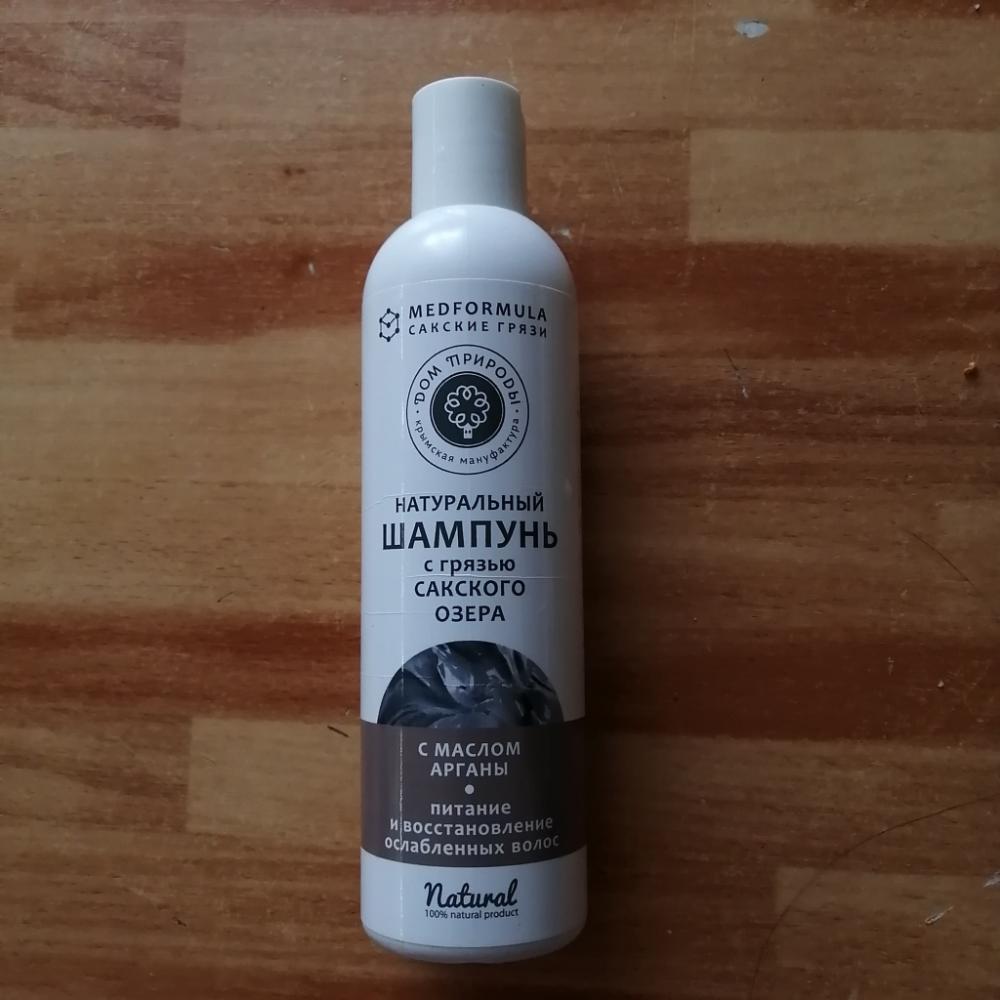 MEDFORMULA
САКСКИЕ ГРЯЗИ
ДОМ ПРИРОДЫ
крымская мануфактура
НАТУРАЛЬНЫЙ
ШАМПУНЬ
с грязью
САКСКОГО
ОЗЕРА
С МАСЛОМ
АРГАНЫ
питание
и восстановление
ослабленных волос
Natural
100% natural product